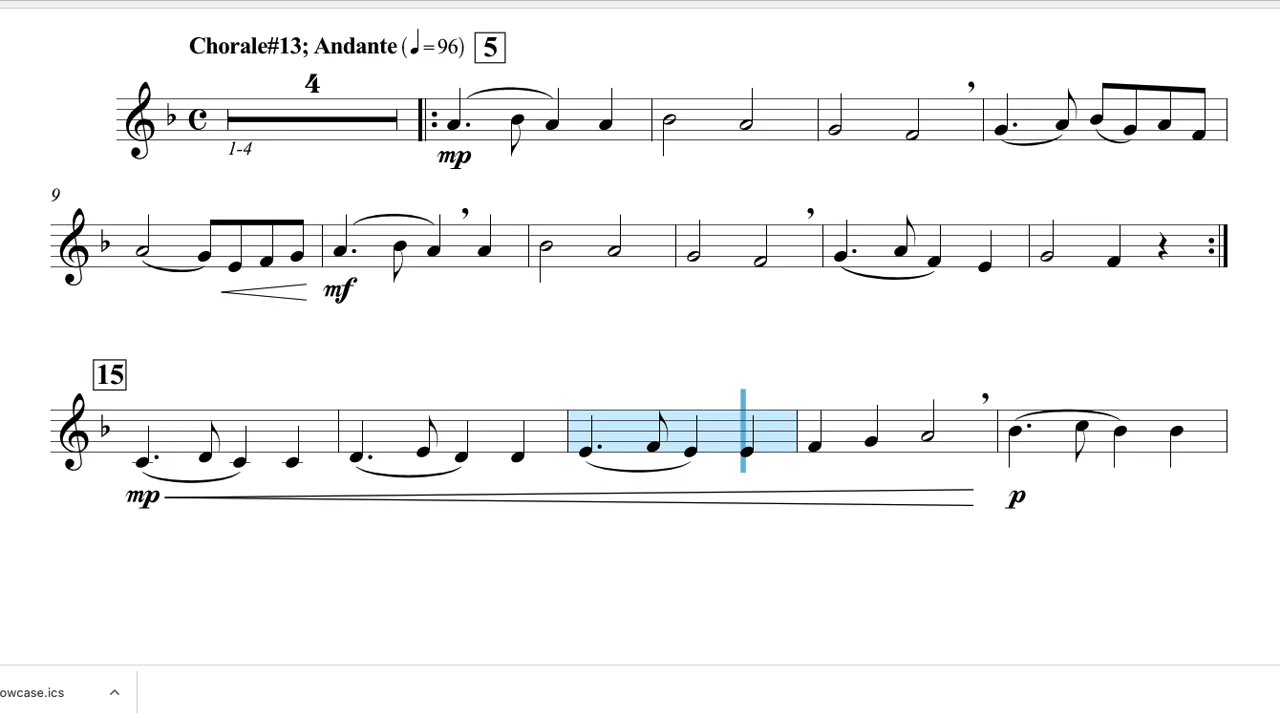 Chorale#13; Andante (♩=96) 5
4
1-4
mp
9
mf
15
mp
p
owcase.ics